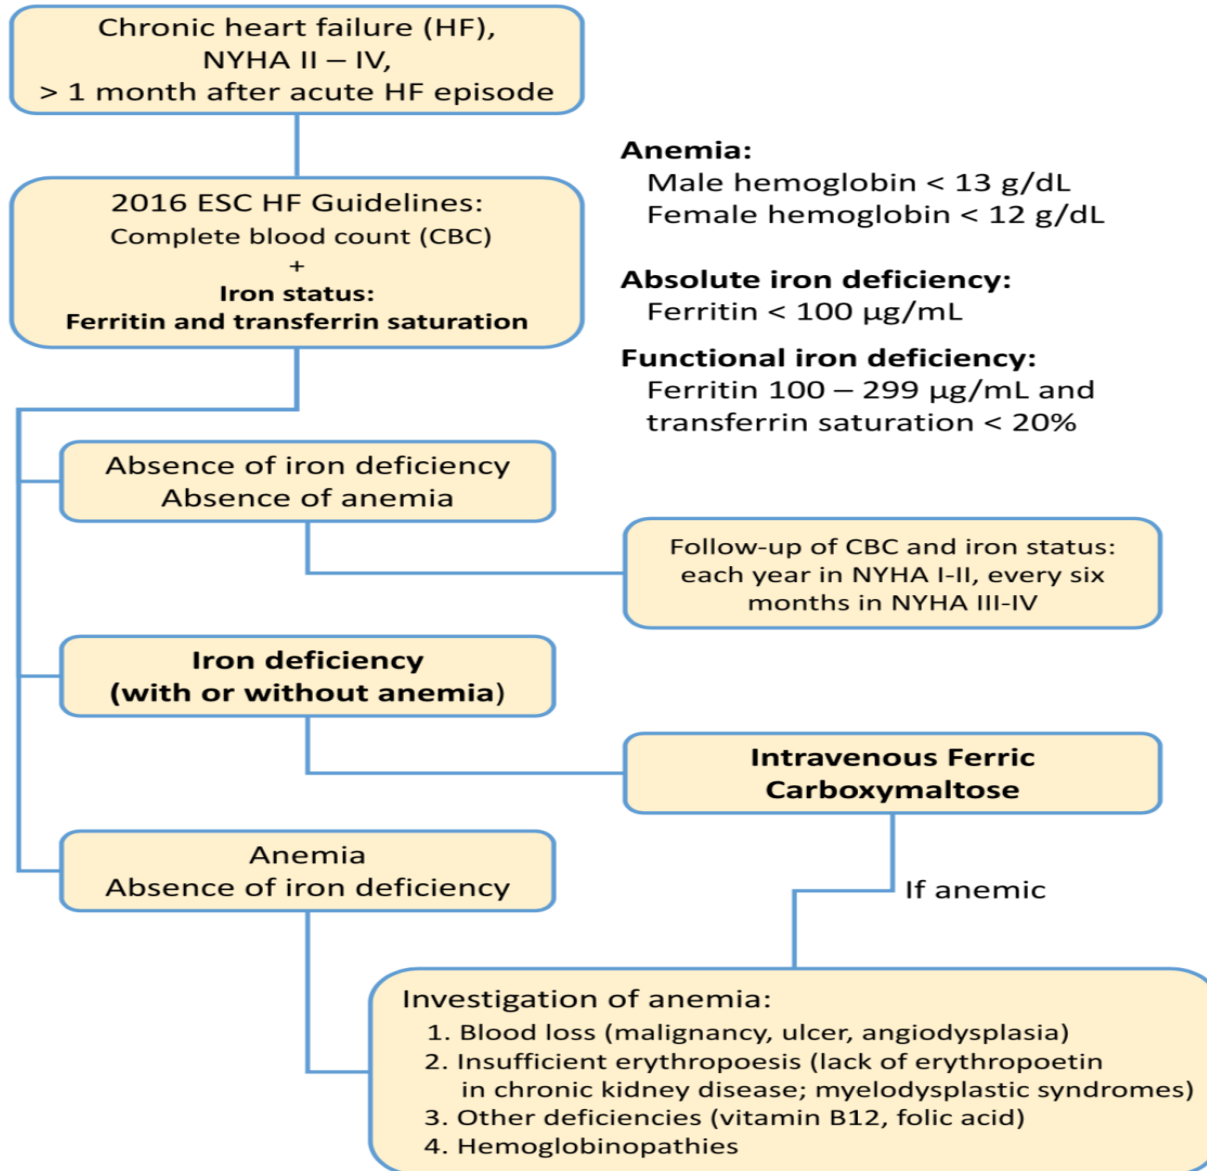 Chronic heart failure (HF),
NYHA II – IV,
> 1 month after acute HF episode
2016 ESC HF Guidelines:
Complete blood count (CBC)
+
Iron status:
Ferritin and transferrin saturation
Anemia:
Male hemoglobin < 13 g/dL
Female hemoglobin < 12 g/dL
Absolute iron deficiency:
Ferritin < 100 µg/mL
Functional iron deficiency:
Ferritin 100 – 299 µg/mL and
transferrin saturation < 20%
Absence of iron deficiency
Absence of anemia
Follow-up of CBC and iron status:
each year in NYHA I-II, every six
months in NYHA III-IV
Iron deficiency
(with or without anemia)
Intravenous Ferric
Carboxymaltose
Anemia
Absence of iron deficiency
If anemic
Investigation of anemia:
1. Blood loss (malignancy, ulcer, angiodysplasia)
2. Insufficient erythropoesis (lack of erythropoetin
in chronic kidney disease; myelodysplastic syndromes)
3. Other deficiencies (vitamin B12, folic acid)
4. Hemoglobinopathies